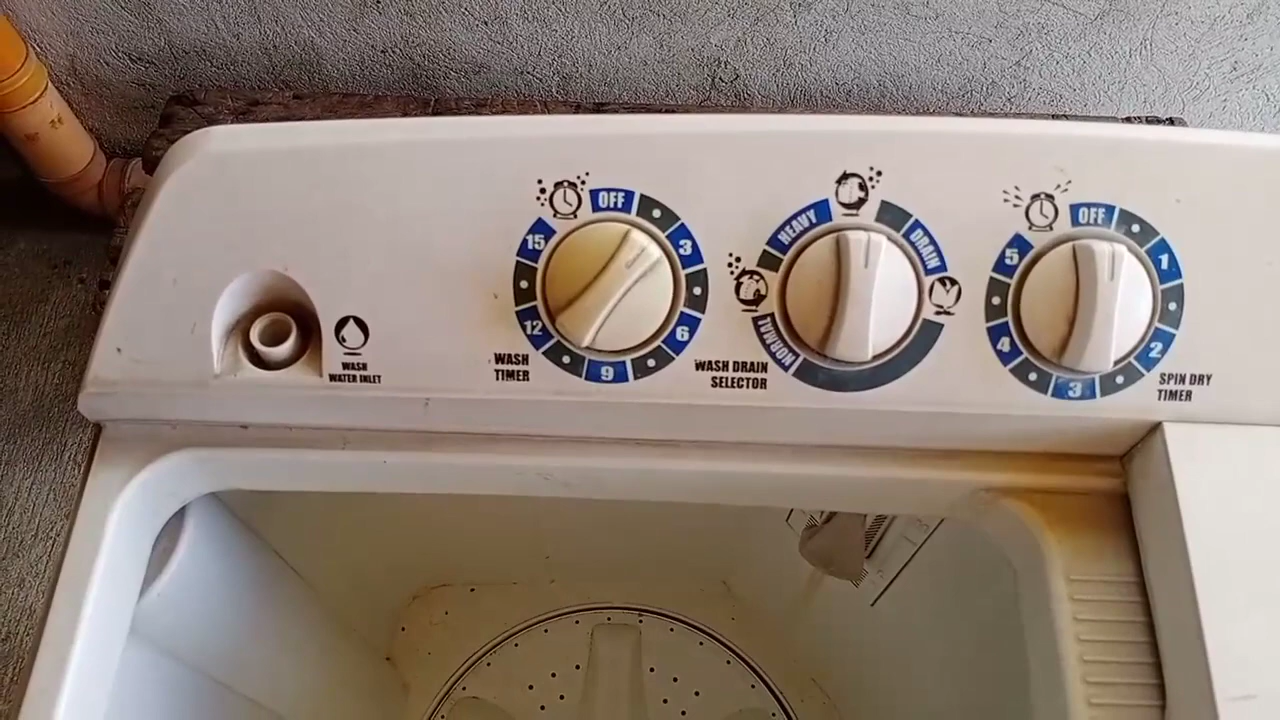 OFF
3
6
9
12
15
WASH
TIMER
HEAVY
DRAIN
NORMAL
WASH DRAIN
SELECTOR
OFF
1
2
3
4
5
SPIN DRY
TIMER
WASH
WATER INLET